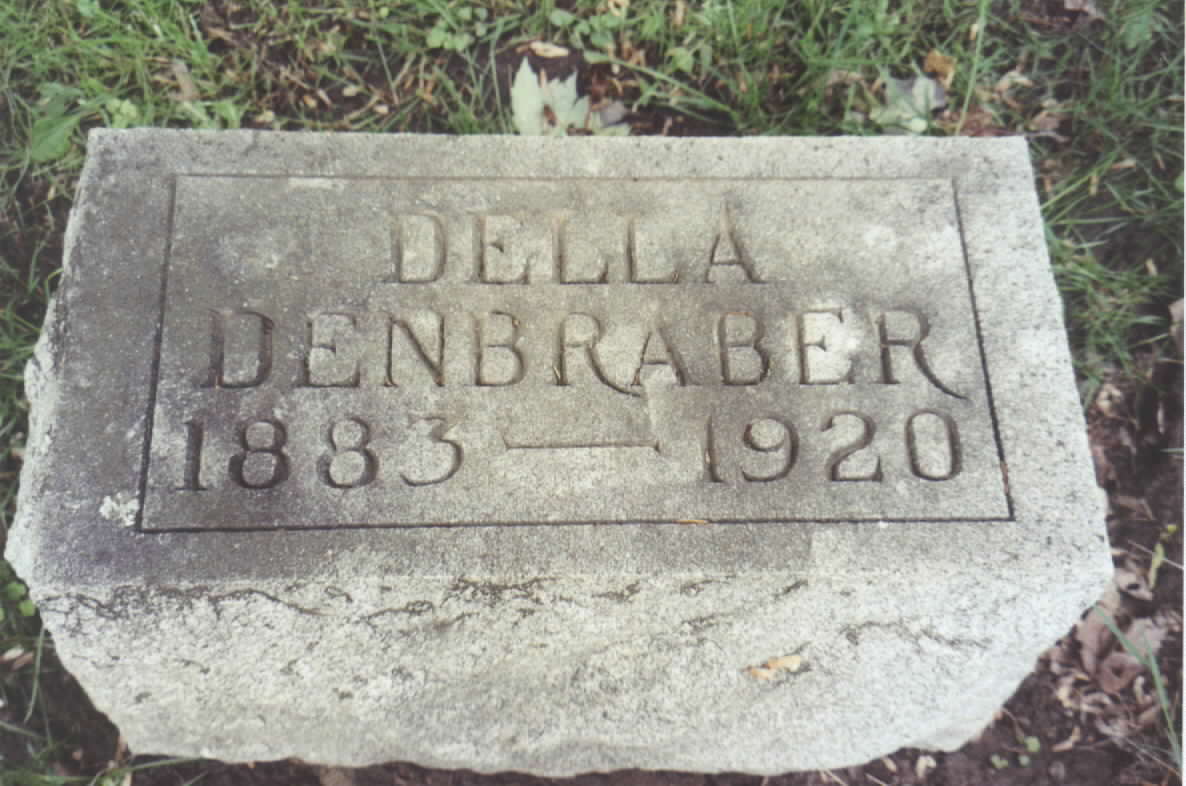 DELLA
DENBRABER
1883 — 1920